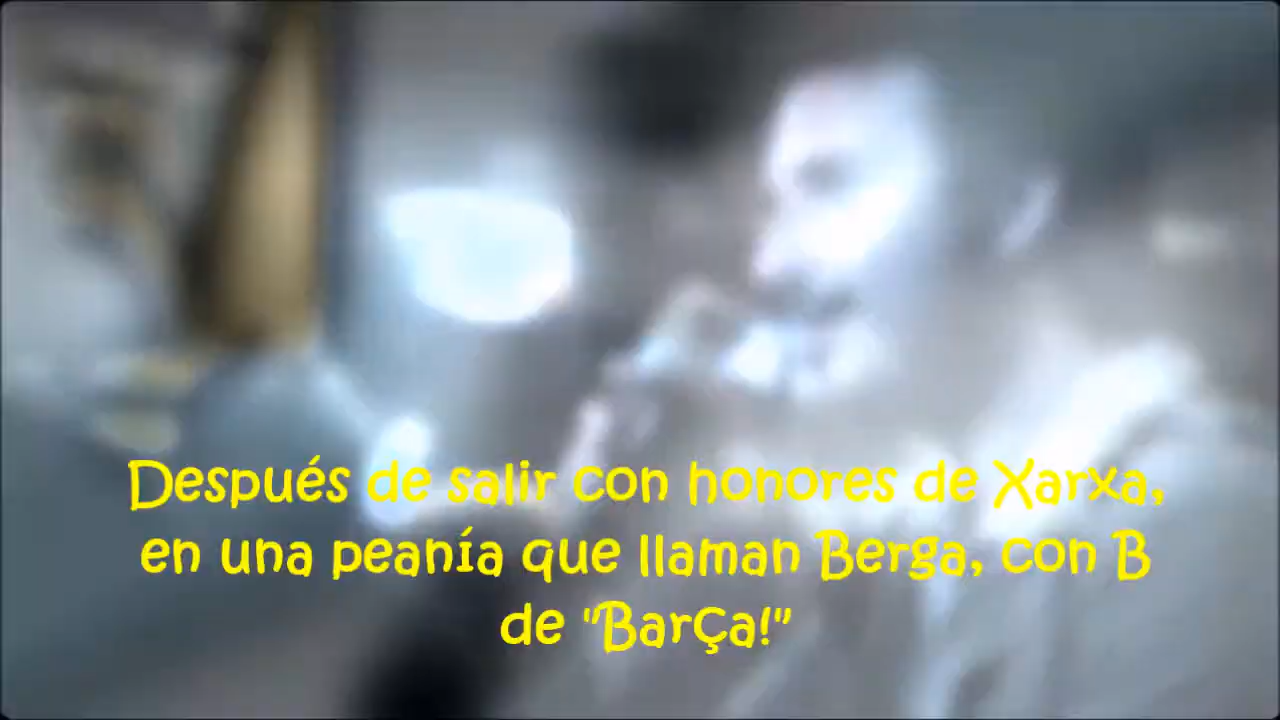 Después de salir con honores de Xarxa,
en una peanía que llaman Berga, con B
de "Barça!"